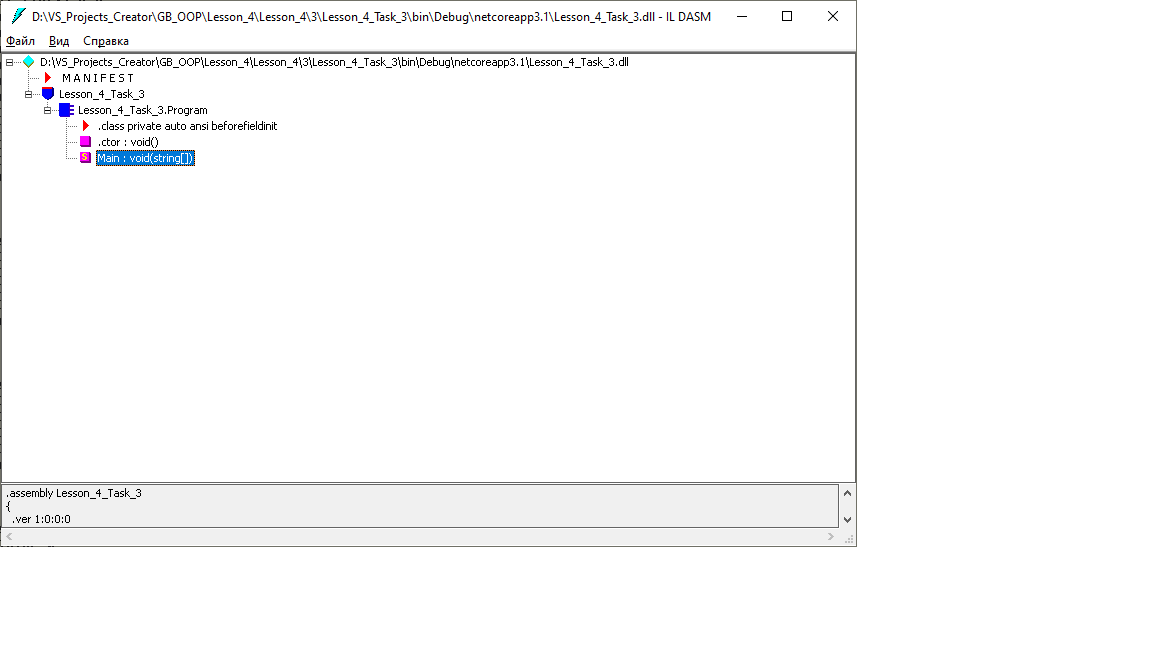 D:\VS_Projects_Creator\GB_OOP\Lesson_4\Lesson_4\3\Lesson_4_Task_3\bin\Debug\netcoreapp3.1\Lesson_4_Task_3.dll - IL DASM
Файл Вид Справка
D:\VS_Projects_Creator\GB_OOP\Lesson_4\Lesson_4\3\Lesson_4_Task_3\bin\Debug\netcoreapp3.1\Lesson_4_Task_3.dll
M A N I F E S T
Lesson_4_Task_3
Lesson_4_Task_3.Program
.class private auto ansi beforefieldinit
.ctor : void()
S Main : void(string[])
.assembly Lesson_4_Task_3
{
.ver 1:0:0:0